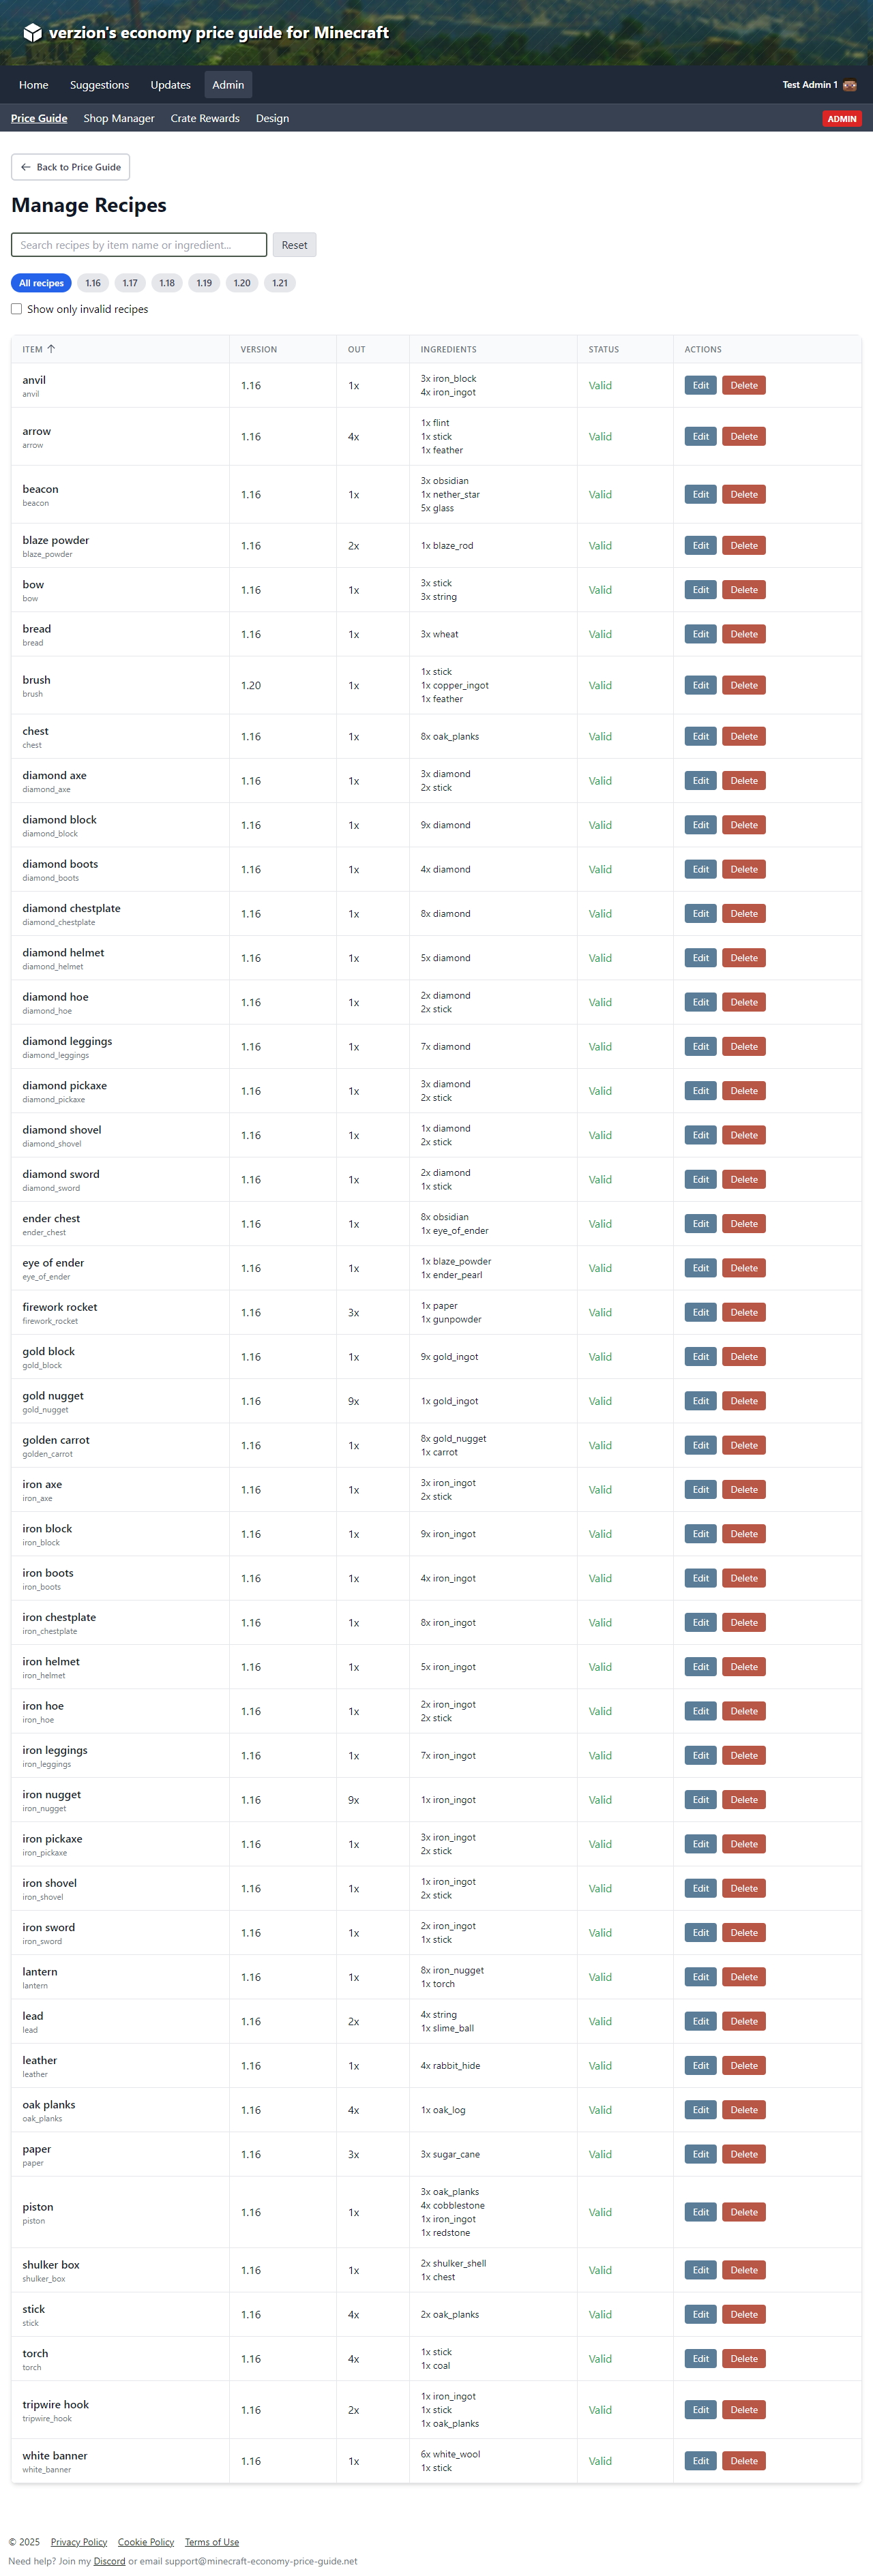 verzion's economy price guide for Minecraft
Home Suggestions Updates Admin Test Admin 1
Price Guide Shop Manager Crate Rewards Design ADMIN
← Back to Price Guide
Manage Recipes
Search recipes by item name or ingredient... Reset
All recipes 1.16 1.17 1.18 1.19 1.20 1.21
Show only invalid recipes
ITEM ↑ VERSION OUT INGREDIENTS STATUS ACTIONS
anvil
anvil
1.16 1x
3x iron_block
4x iron_ingot
Valid Edit Delete
arrow
arrow
1.16 4x
1x flint
1x stick
1x feather
Valid Edit Delete
beacon
beacon
1.16 1x
3x obsidian
1x nether_star
5x glass
Valid Edit Delete
blaze powder
blaze_powder
1.16 2x
1x blaze_rod
Valid Edit Delete
bow
bow
1.16 1x
3x stick
3x string
Valid Edit Delete
bread
bread
1.16 1x
3x wheat
Valid Edit Delete
brush
brush
1.20 1x
1x stick
1x copper_ingot
1x feather
Valid Edit Delete
chest
chest
1.16 1x
8x oak_planks
Valid Edit Delete
diamond axe
diamond_axe
1.16 1x
3x diamond
2x stick
Valid Edit Delete
diamond block
diamond_block
1.16 1x
9x diamond
Valid Edit Delete
diamond boots
diamond_boots
1.16 1x
4x diamond
Valid Edit Delete
diamond chestplate
diamond_chestplate
1.16 1x
8x diamond
Valid Edit Delete
diamond helmet
diamond_helmet
1.16 1x
5x diamond
Valid Edit Delete
diamond hoe
diamond_hoe
1.16 1x
2x diamond
2x stick
Valid Edit Delete
diamond leggings
diamond_leggings
1.16 1x
7x diamond
Valid Edit Delete
diamond pickaxe
diamond_pickaxe
1.16 1x
3x diamond
2x stick
Valid Edit Delete
diamond shovel
diamond_shovel
1.16 1x
1x diamond
2x stick
Valid Edit Delete
diamond sword
diamond_sword
1.16 1x
2x diamond
1x stick
Valid Edit Delete
ender chest
ender_chest
1.16 1x
8x obsidian
1x eye_of_ender
Valid Edit Delete
eye of ender
eye_of_ender
1.16 1x
1x blaze_powder
1x ender_pearl
Valid Edit Delete
firework rocket
firework_rocket
1.16 3x
1x paper
1x gunpowder
Valid Edit Delete
gold block
gold_block
1.16 1x
9x gold_ingot
Valid Edit Delete
gold nugget
gold_nugget
1.16 9x
1x gold_ingot
Valid Edit Delete
golden carrot
golden_carrot
1.16 1x
8x gold_nugget
1x carrot
Valid Edit Delete
iron axe
iron_axe
1.16 1x
3x iron_ingot
2x stick
Valid Edit Delete
iron block
iron_block
1.16 1x
9x iron_ingot
Valid Edit Delete
iron boots
iron_boots
1.16 1x
4x iron_ingot
Valid Edit Delete
iron chestplate
iron_chestplate
1.16 1x
8x iron_ingot
Valid Edit Delete
iron helmet
iron_helmet
1.16 1x
5x iron_ingot
Valid Edit Delete
iron hoe
iron_hoe
1.16 1x
2x iron_ingot
2x stick
Valid Edit Delete
iron leggings
iron_leggings
1.16 1x
7x iron_ingot
Valid Edit Delete
iron nugget
iron_nugget
1.16 9x
1x iron_ingot
Valid Edit Delete
iron pickaxe
iron_pickaxe
1.16 1x
3x iron_ingot
2x stick
Valid Edit Delete
iron shovel
iron_shovel
1.16 1x
1x iron_ingot
2x stick
Valid Edit Delete
iron sword
iron_sword
1.16 1x
2x iron_ingot
1x stick
Valid Edit Delete
lantern
lantern
1.16 1x
8x iron_nugget
1x torch
Valid Edit Delete
lead
lead
1.16 2x
4x string
1x slime_ball
Valid Edit Delete
leather
leather
1.16 1x
4x rabbit_hide
Valid Edit Delete
oak planks
oak_planks
1.16 4x
1x oak_log
Valid Edit Delete
paper
paper
1.16 3x
3x sugar_cane
Valid Edit Delete
piston
piston
1.16 1x
3x oak_planks
4x cobblestone
1x iron_ingot
1x redstone
Valid Edit Delete
shulker box
shulker_box
1.16 1x
2x shulker_shell
1x chest
Valid Edit Delete
stick
stick
1.16 4x
2x oak_planks
Valid Edit Delete
torch
torch
1.16 4x
1x stick
1x coal
Valid Edit Delete
tripwire hook
tripwire_hook
1.16 2x
1x iron_ingot
1x stick
1x oak_planks
Valid Edit Delete
white banner
white_banner
1.16 1x
6x white_wool
1x stick
Valid Edit Delete
© 2025 Privacy Policy Cookie Policy Terms of Use
Need help? Join my Discord or email support@minecraft-economy-price-guide.net